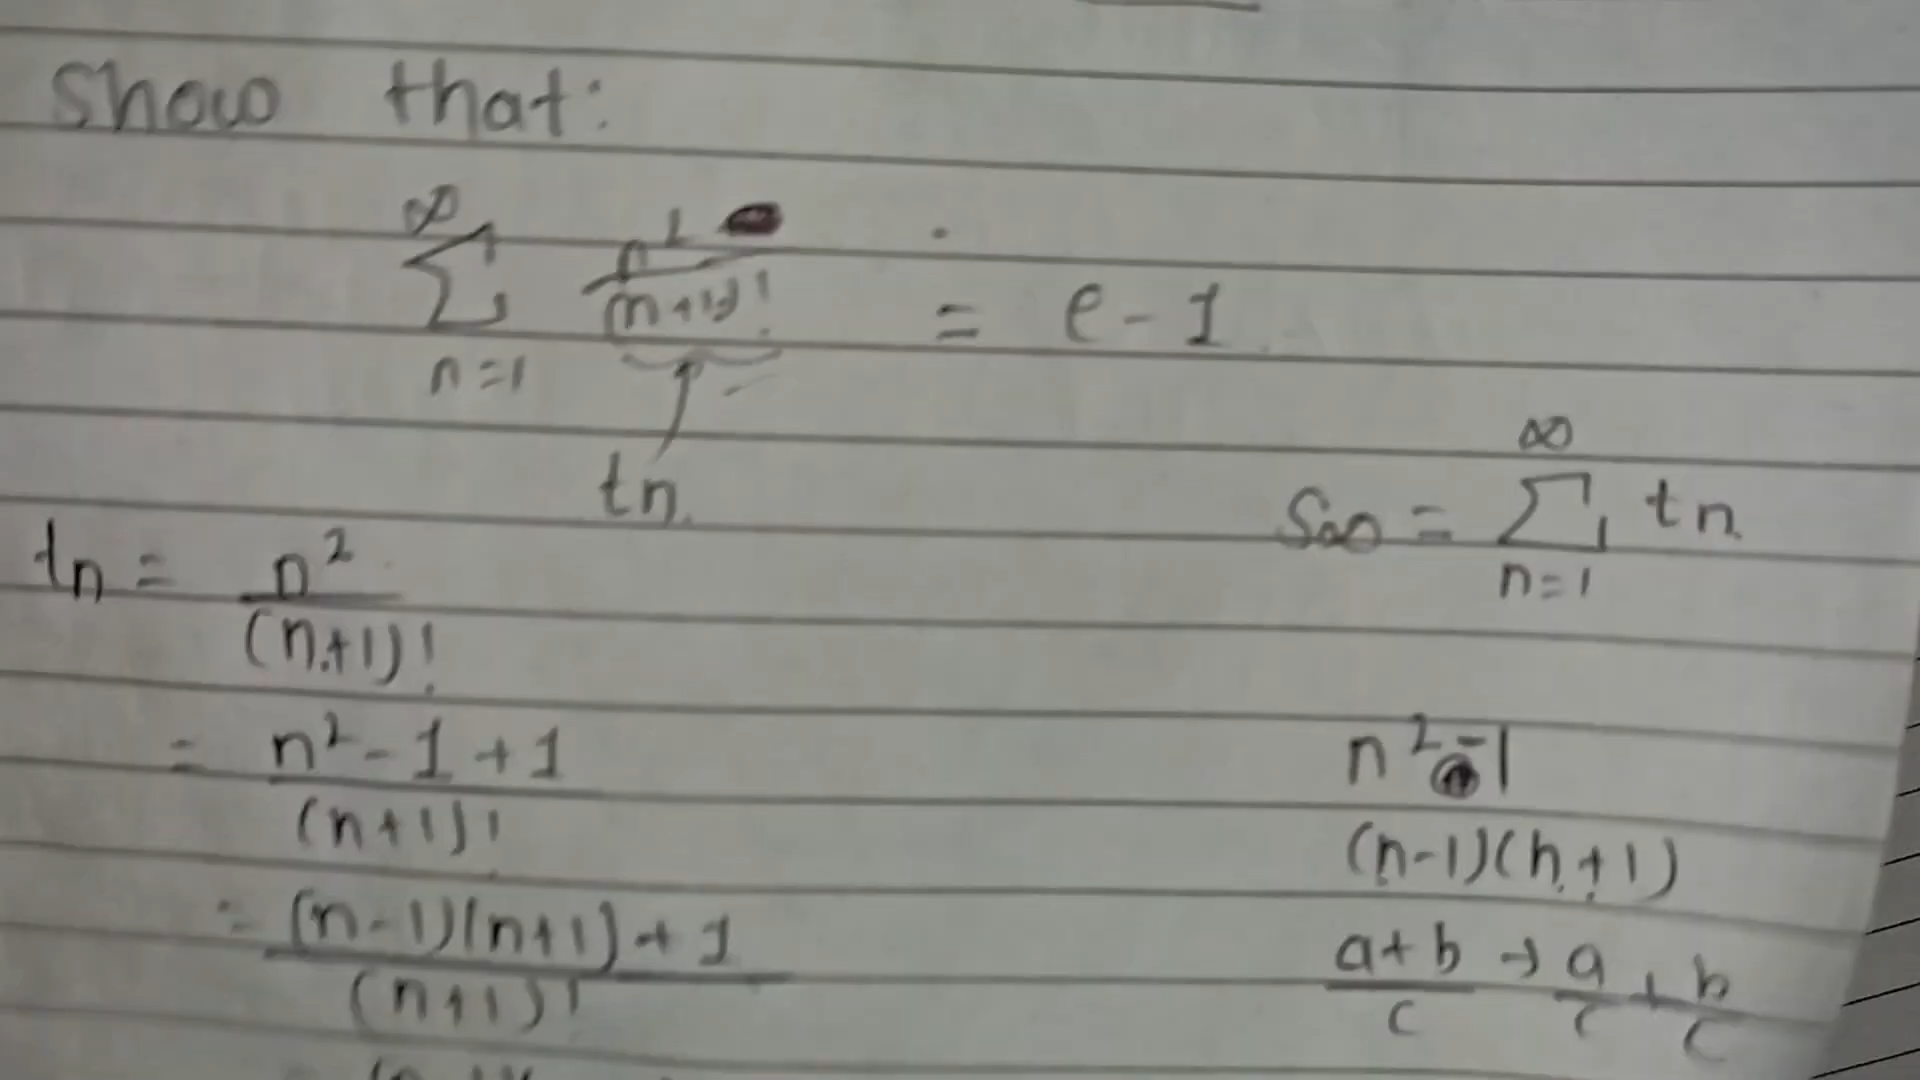 Show that:
∞
∑ n² / (n+1)! = e - 1
n=1
tn
S∞ = ∑ tn
∞
n=1
tn = n² / (n+1)!
= n² - 1 + 1 / (n+1)!
n² - 1
(n-1)(n+1)
= (n-1)(n+1) + 1 / (n+1)!
a+b / c → a/c + b/c